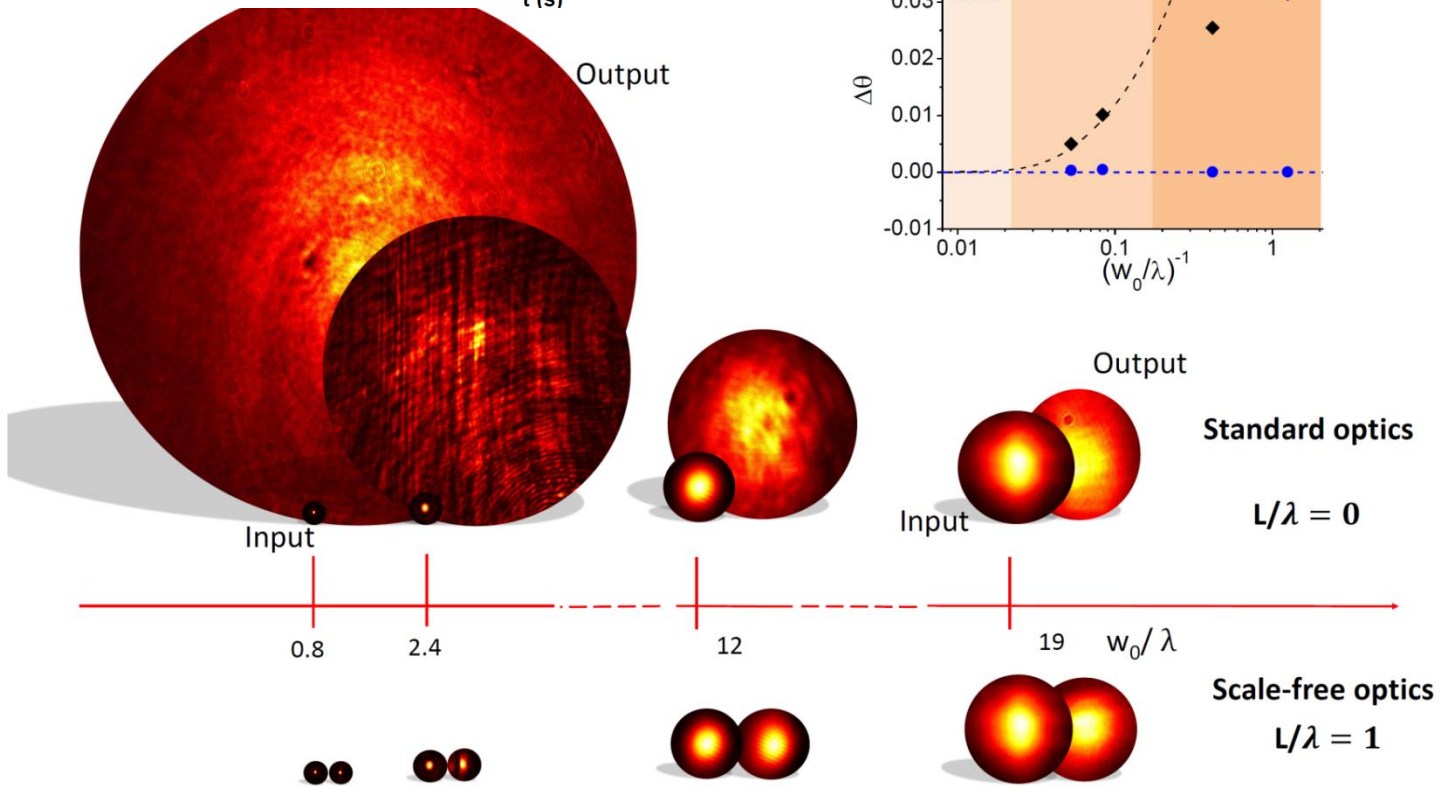 t (s)
Output
0.03
0.02
0.01
0.00
-0.01
Δθ
0.01
0.1
1
(w₀/λ)⁻¹
Output
Standard optics
Input
L/λ = 0
Input
0.8
2.4
12
19
w₀/ λ
Scale-free optics
L/λ = 1